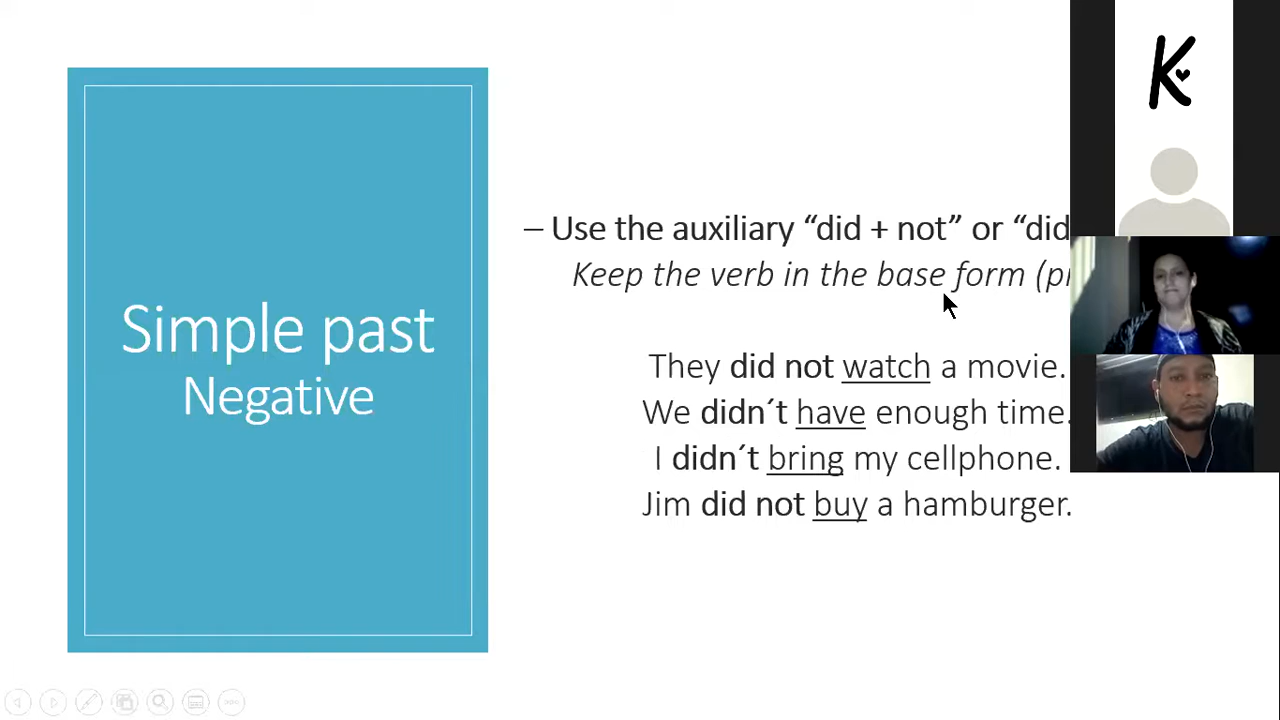 Simple past
Negative
– Use the auxiliary “did + not” or “did
Keep the verb in the base form (pr
They did not watch a movie.
We didn´t have enough time.
I didn´t bring my cellphone.
Jim did not buy a hamburger.
K